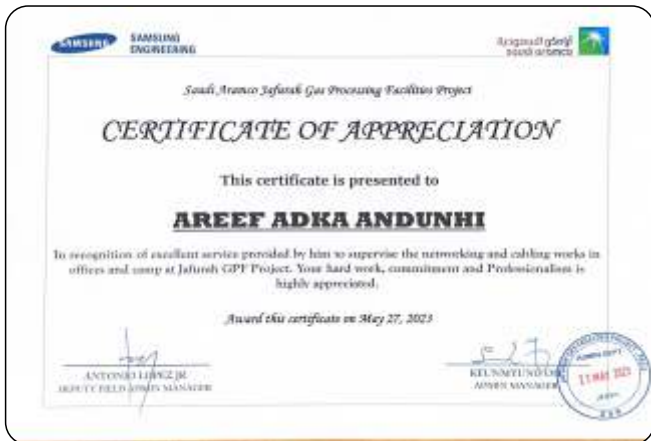 SAMSUNG
SAMSUNG
ENGINEERING
أرامكو السعودية
saudi aramco
Saudi Aramco Jafurah Gas Processing Facilities Project
CERTIFICATE OF APPRECIATION
This certificate is presented to
AREEF ADKA ANDUNHI
In recognition of excellent service provided by him to supervise the networking and cabling works in
offices and camp at Jafurah GPF Project. Your hard work, commitment and Professionalism is
highly appreciated.
Award this certificate on May 27, 2023
ANTONIO LOPEZ JR
DEPUTY FIELD ADMIN MANAGER
ADMIN MANAGER
MAY 2023